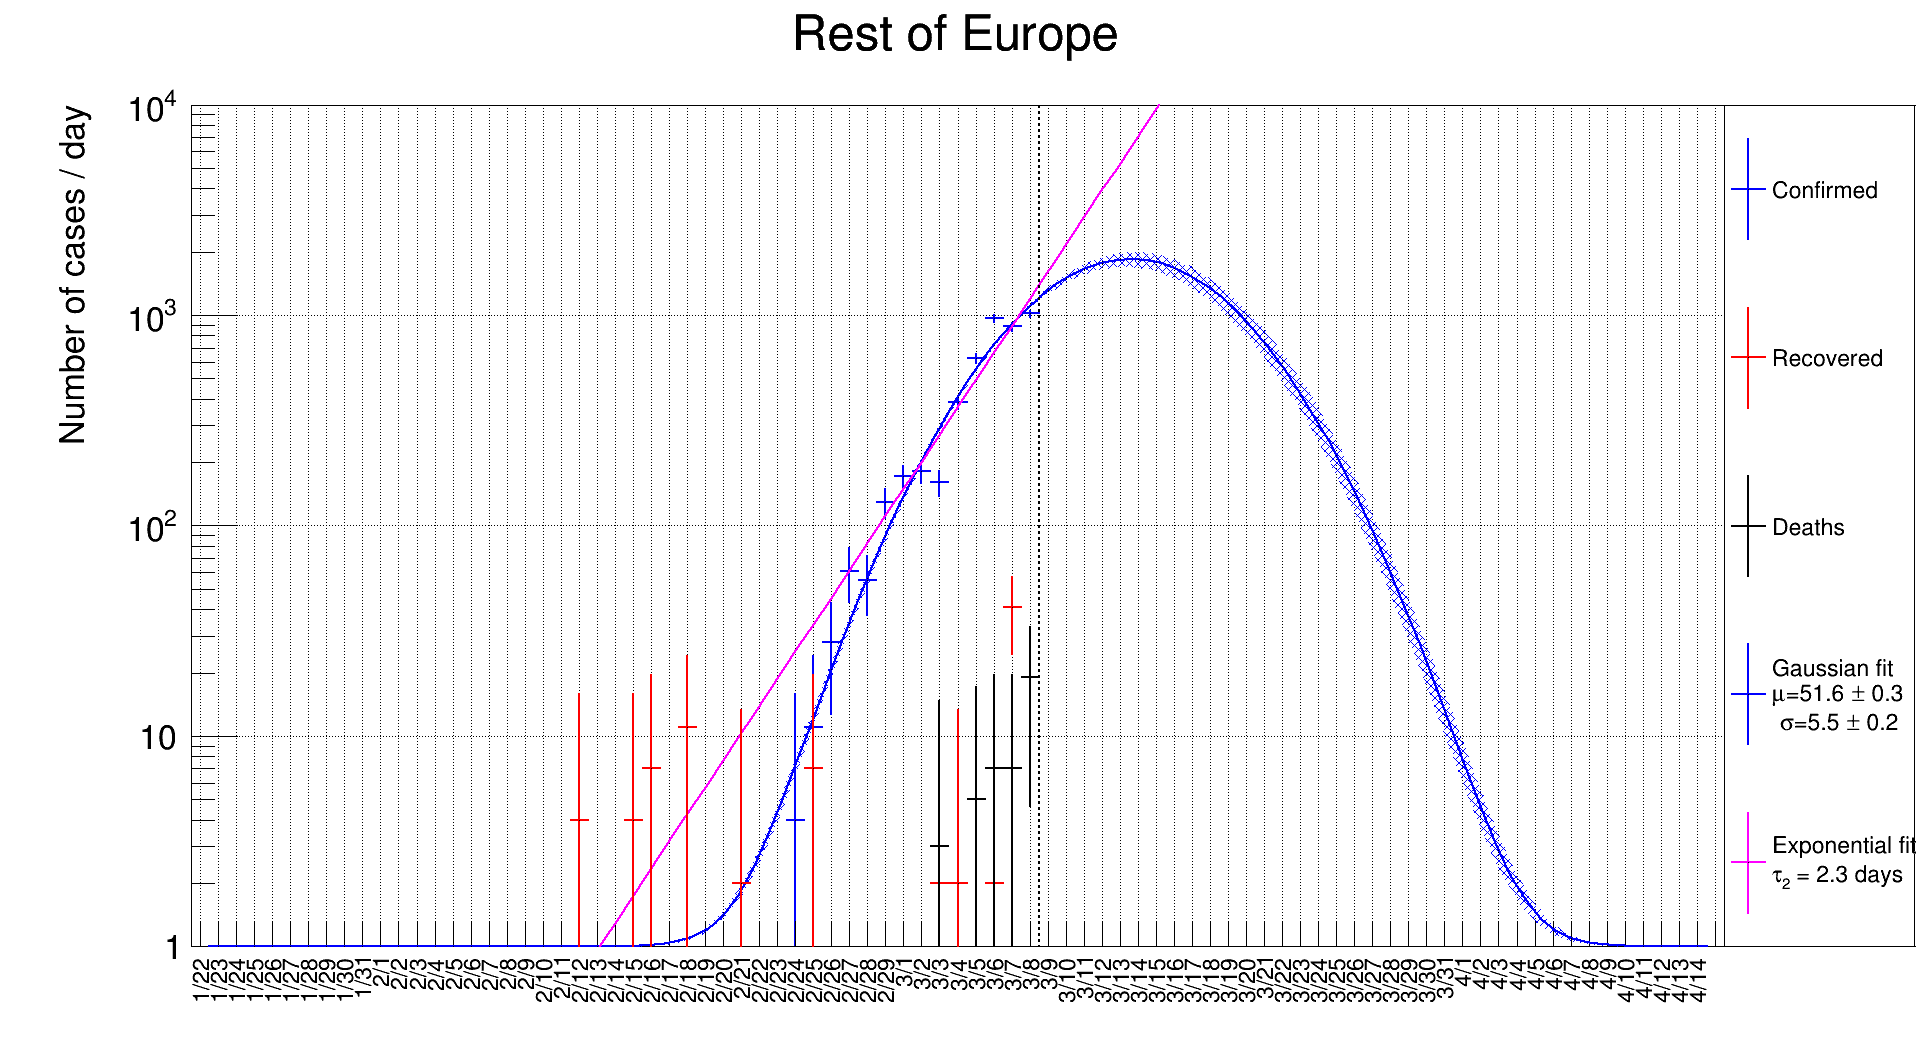 Rest of Europe
Number of cases / day
10⁴
10³
10²
10
1
1/22 1/23 1/24 1/25 1/26 1/27 1/28 1/29 1/30 1/31 2/1 2/2 2/3 2/4 2/5 2/6 2/7 2/8 2/9 2/10 2/11 2/12 2/13 2/14 2/15 2/16 2/17 2/18 2/19 2/20 2/21 2/22 2/23 2/24 2/25 2/26 2/27 2/28 2/29 3/1 3/2 3/3 3/4 3/5 3/6 3/7 3/8 3/9 3/10 3/11 3/12 3/13 3/14 3/15 3/16 3/17 3/18 3/19 3/20 3/21 3/22 3/23 3/24 3/25 3/26 3/27 3/28 3/29 3/30 3/31 4/1 4/2 4/3 4/4 4/5 4/6 4/7 4/8 4/9 4/10 4/11 4/12 4/13 4/14
Confirmed
Recovered
Deaths
Gaussian fit
μ=51.6 ± 0.3
σ=5.5 ± 0.2
Exponential fit
τ₂ = 2.3 days